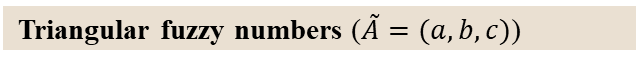 Triangular fuzzy numbers (Ã = (a, b, c))